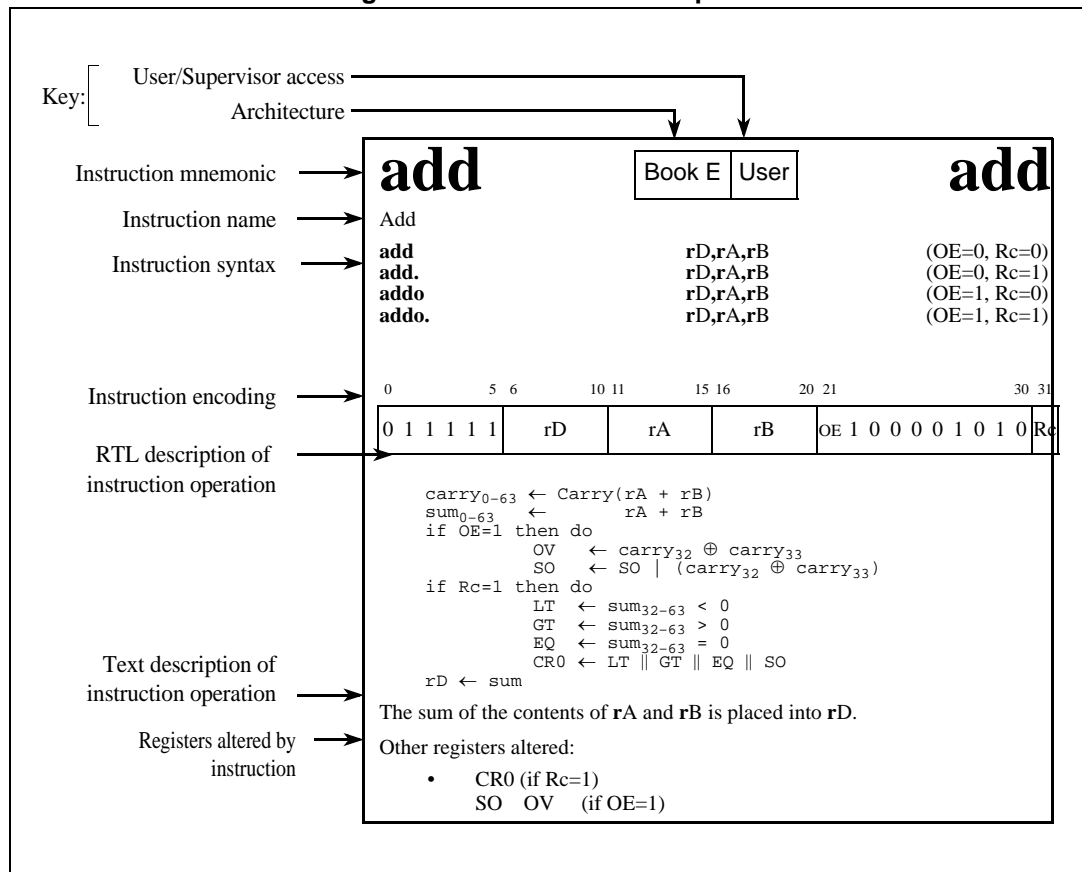 Key:
User/Supervisor access
Architecture
Instruction mnemonic
add Book E User add
Instruction name
Add
Instruction syntax
add rD,rA,rB (OE=0, Rc=0)
add. rD,rA,rB (OE=0, Rc=1)
addo rD,rA,rB (OE=1, Rc=0)
addo. rD,rA,rB (OE=1, Rc=1)
Instruction encoding
0 5 6 10 11 15 16 20 21 30 31
0 1 1 1 1 1 rD rA rB OE 1 0 0 0 0 1 0 1 0 Rc
RTL description of
instruction operation
carry0–63 ← Carry(rA + rB)
sum0–63 ← rA + rB
if OE=1 then do
OV ← carry32 ⊕ carry33
SO ← SO | (carry32 ⊕ carry33)
if Rc=1 then do
LT ← sum32–63 < 0
GT ← sum32–63 > 0
EQ ← sum32–63 = 0
CR0 ← LT || GT || EQ || SO
rD ← sum
Text description of
instruction operation
The sum of the contents of rA and rB is placed into rD.
Registers altered by
instruction
Other registers altered:
• CR0 (if Rc=1)
SO OV (if OE=1)